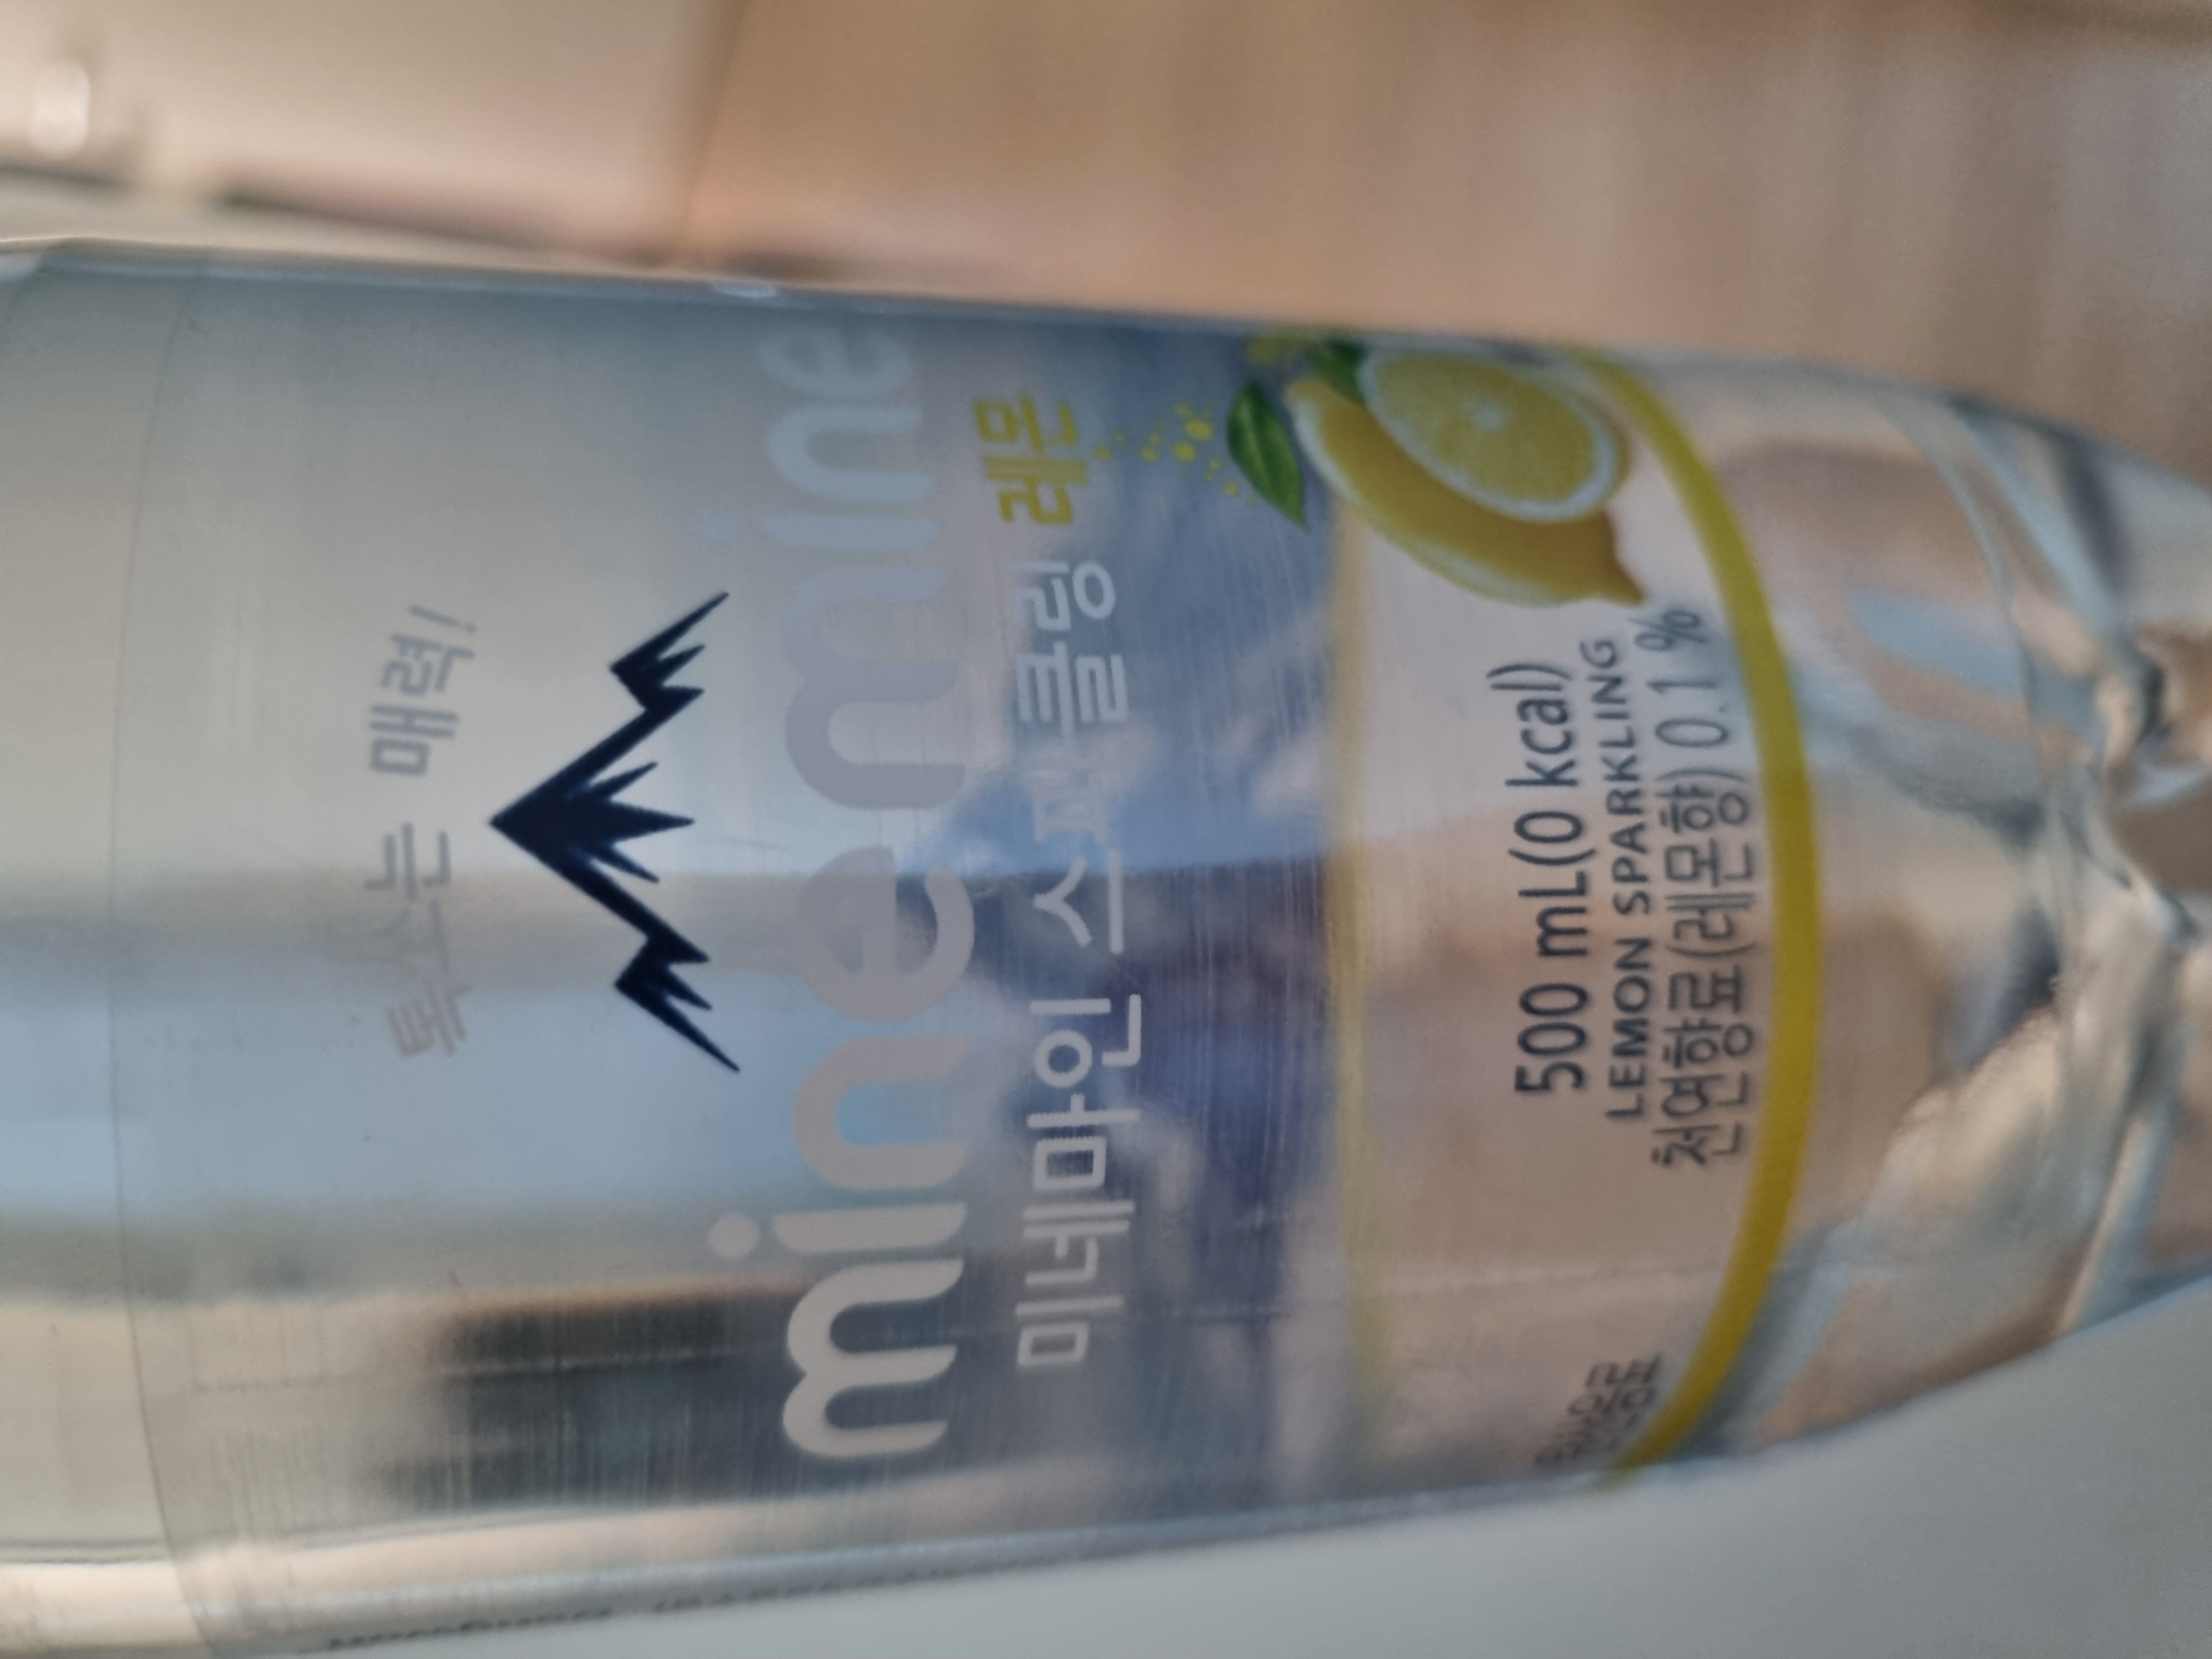 톡쏘는 매력!
minemine
미네마인 스파클링 레몬
500 mL(0 kcal)
LEMON SPARKLING
천연향료(레몬향) 0.1 %